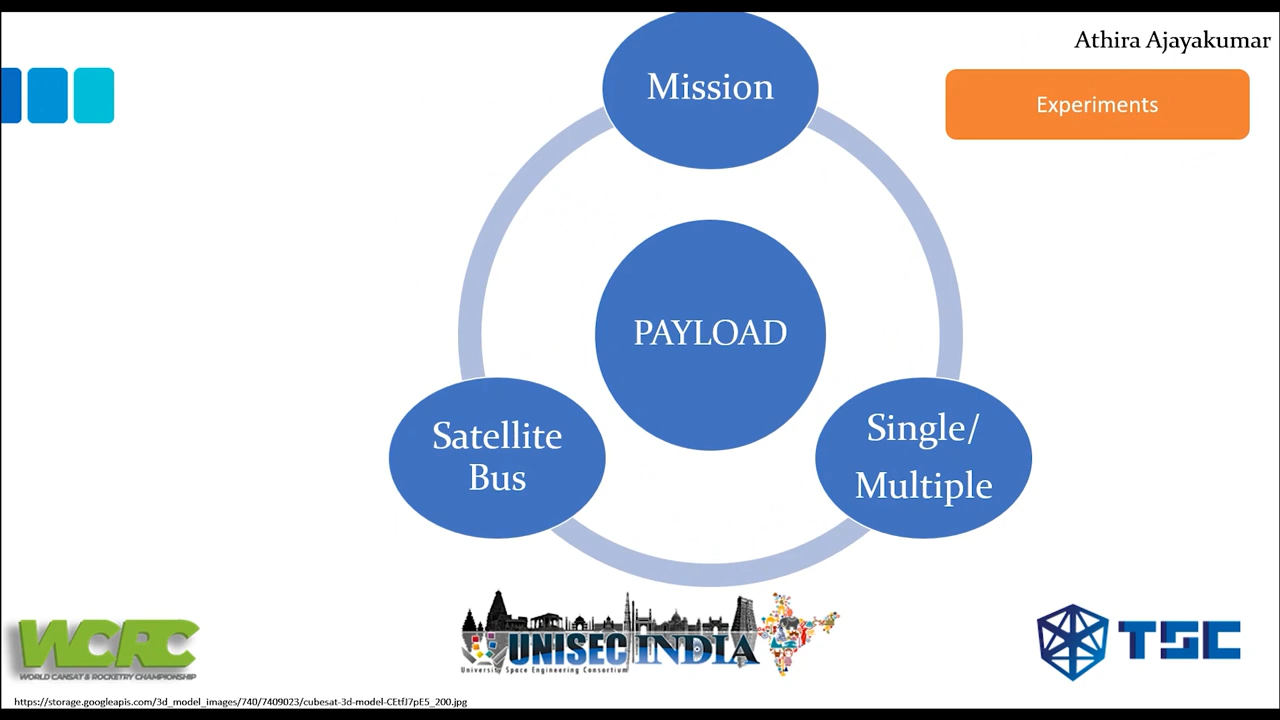 Athira Ajayakumar
Mission
Experiments
PAYLOAD
Satellite
Bus
Single/
Multiple
WCRC
WORLD CANSAT & ROCKETRY CHAMPIONSHIP
UNISEC INDIA
University Space Engineering Consortium
TSC
https://storage.googleapis.com/3d_model_images/740/7409023/cubesat-3d-model-CEtfJ7pE5_200.jpg